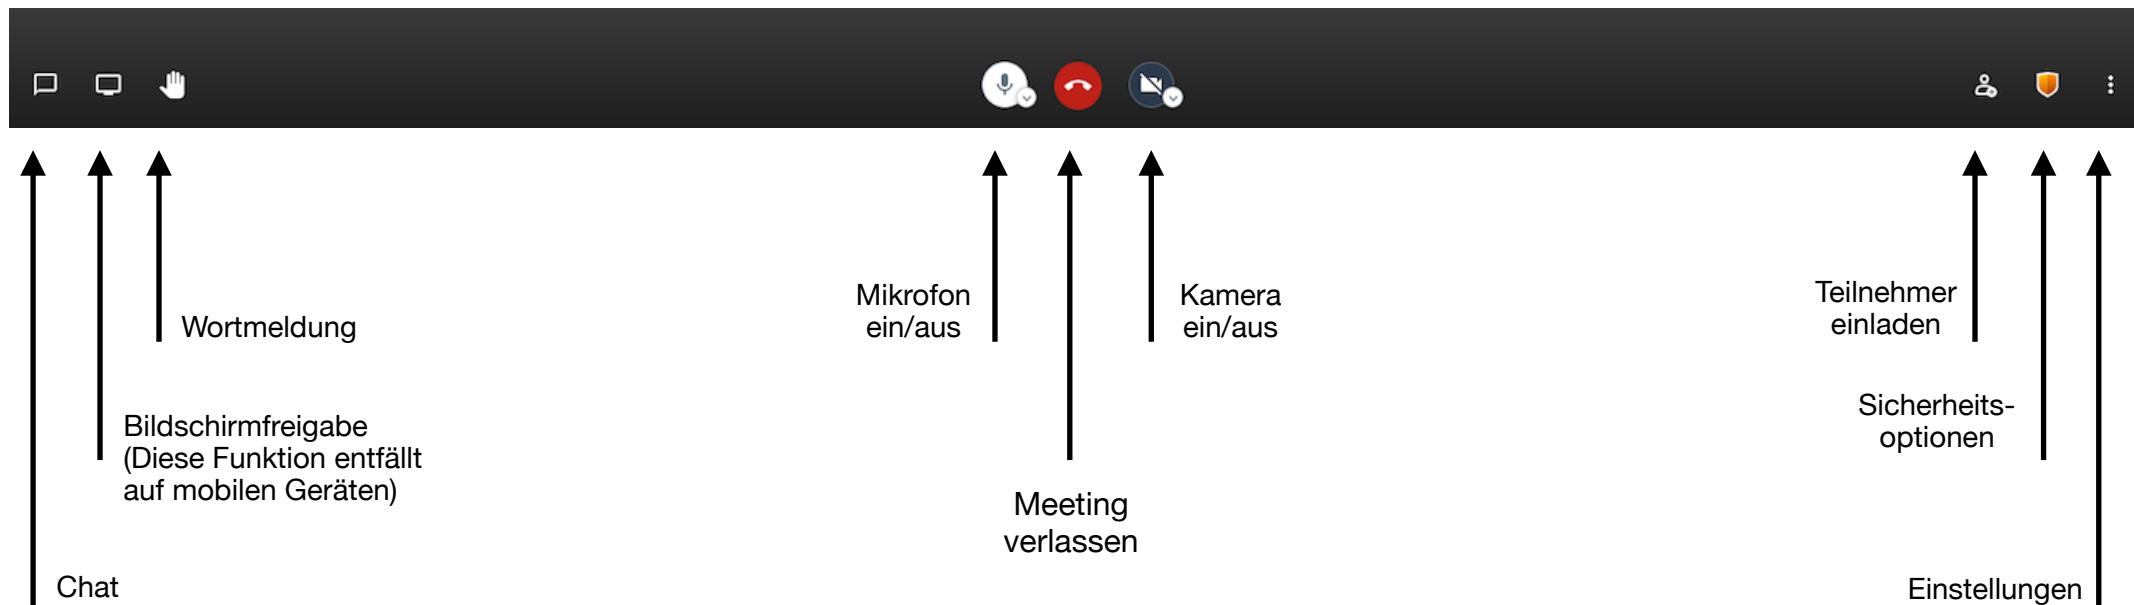 Wortmeldung
Bildschirmfreigabe
(Diese Funktion entfällt
auf mobilen Geräten)
Chat
Mikrofon
ein/aus
Meeting
verlassen
Kamera
ein/aus
Teilnehmer
einladen
Sicherheits-
optionen
Einstellungen